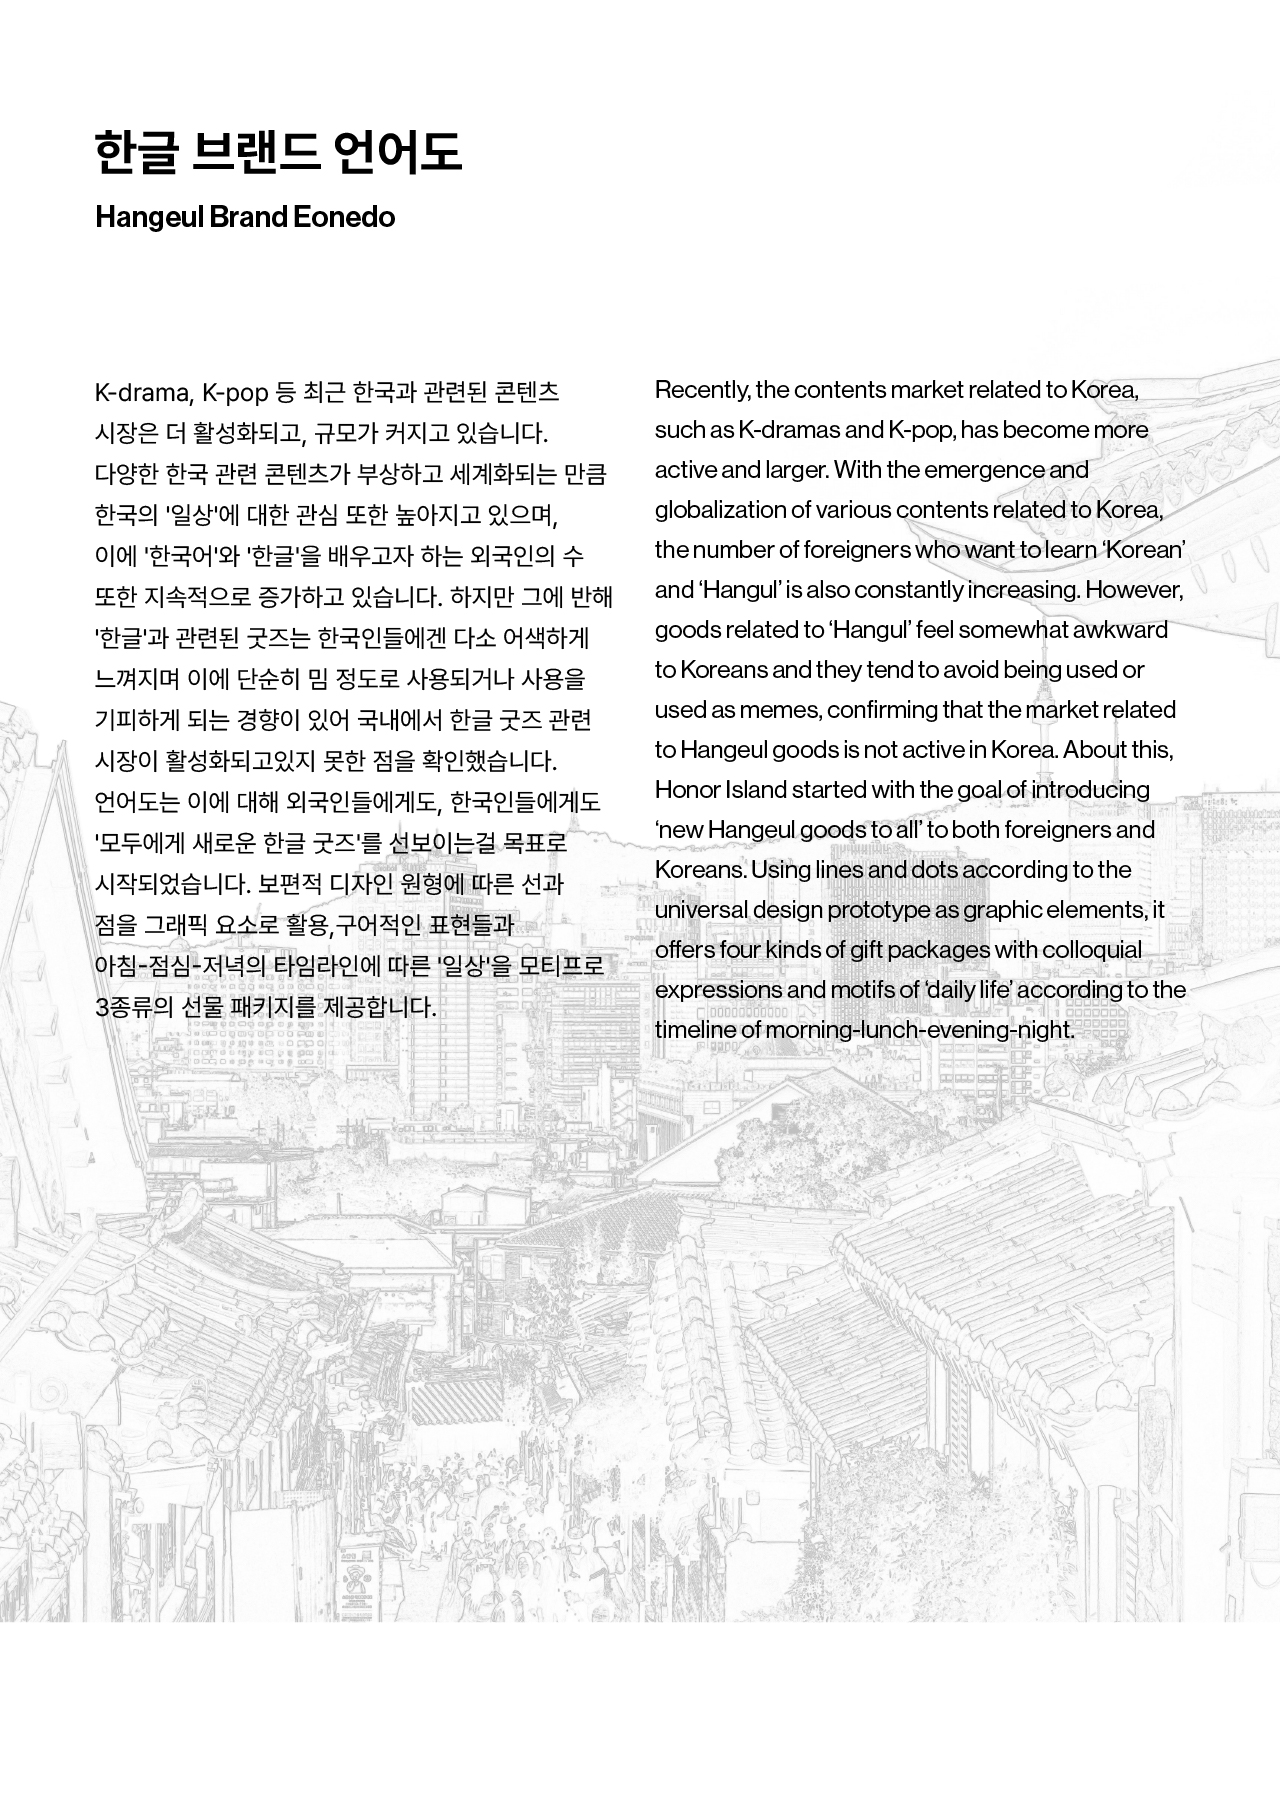 한글 브랜드 언어도
Hangeul Brand Eonedo
K-drama, K-pop 등 최근 한국과 관련된 콘텐츠
시장은 더 활성화되고, 규모가 커지고 있습니다.
다양한 한국 관련 콘텐츠가 부상하고 세계화되는 만큼
한국의 '일상'에 대한 관심 또한 높아지고 있으며,
이에 '한국어'와 '한글'을 배우고자 하는 외국인의 수
또한 지속적으로 증가하고 있습니다. 하지만 그에 반해
'한글'과 관련된 굿즈는 한국인들에겐 다소 어색하게
느껴지며 이에 단순히 밈 정도로 사용되거나 사용을
기피하게 되는 경향이 있어 국내에서 한글 굿즈 관련
시장이 활성화되고있지 못한 점을 확인했습니다.
언어도는 이에 대해 외국인들에게도, 한국인들에게도
'모두에게 새로운 한글 굿즈'를 선보이는걸 목표로
시작되었습니다. 보편적 디자인 원형에 따른 선과
점을 그래픽 요소로 활용,구어적인 표현들과
아침-점심-저녁의 타임라인에 따른 '일상'을 모티프로
3종류의 선물 패키지를 제공합니다.
Recently, the contents market related to Korea,
such as K-dramas and K-pop, has become more
active and larger. With the emergence and
globalization of various contents related to Korea,
the number of foreigners who want to learn ‘Korean’
and ‘Hangul’ is also constantly increasing. However,
goods related to ‘Hangul’ feel somewhat awkward
to Koreans and they tend to avoid being used or
used as memes, confirming that the market related
to Hangeul goods is not active in Korea. About this,
Honor Island started with the goal of introducing
‘new Hangeul goods to all’ to both foreigners and
Koreans. Using lines and dots according to the
universal design prototype as graphic elements, it
offers four kinds of gift packages with colloquial
expressions and motifs of ‘daily life’ according to the
timeline of morning-lunch-evening-night.